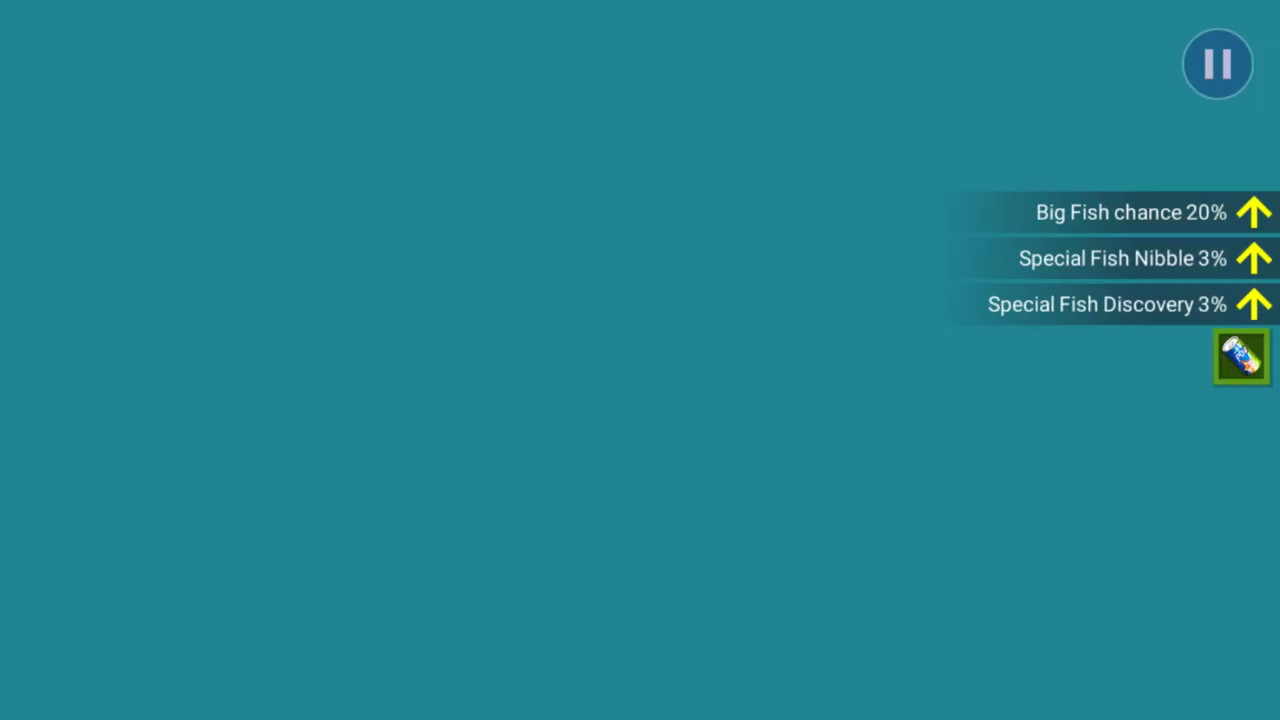 Big Fish chance 20%
Special Fish Nibble 3%
Special Fish Discovery 3%